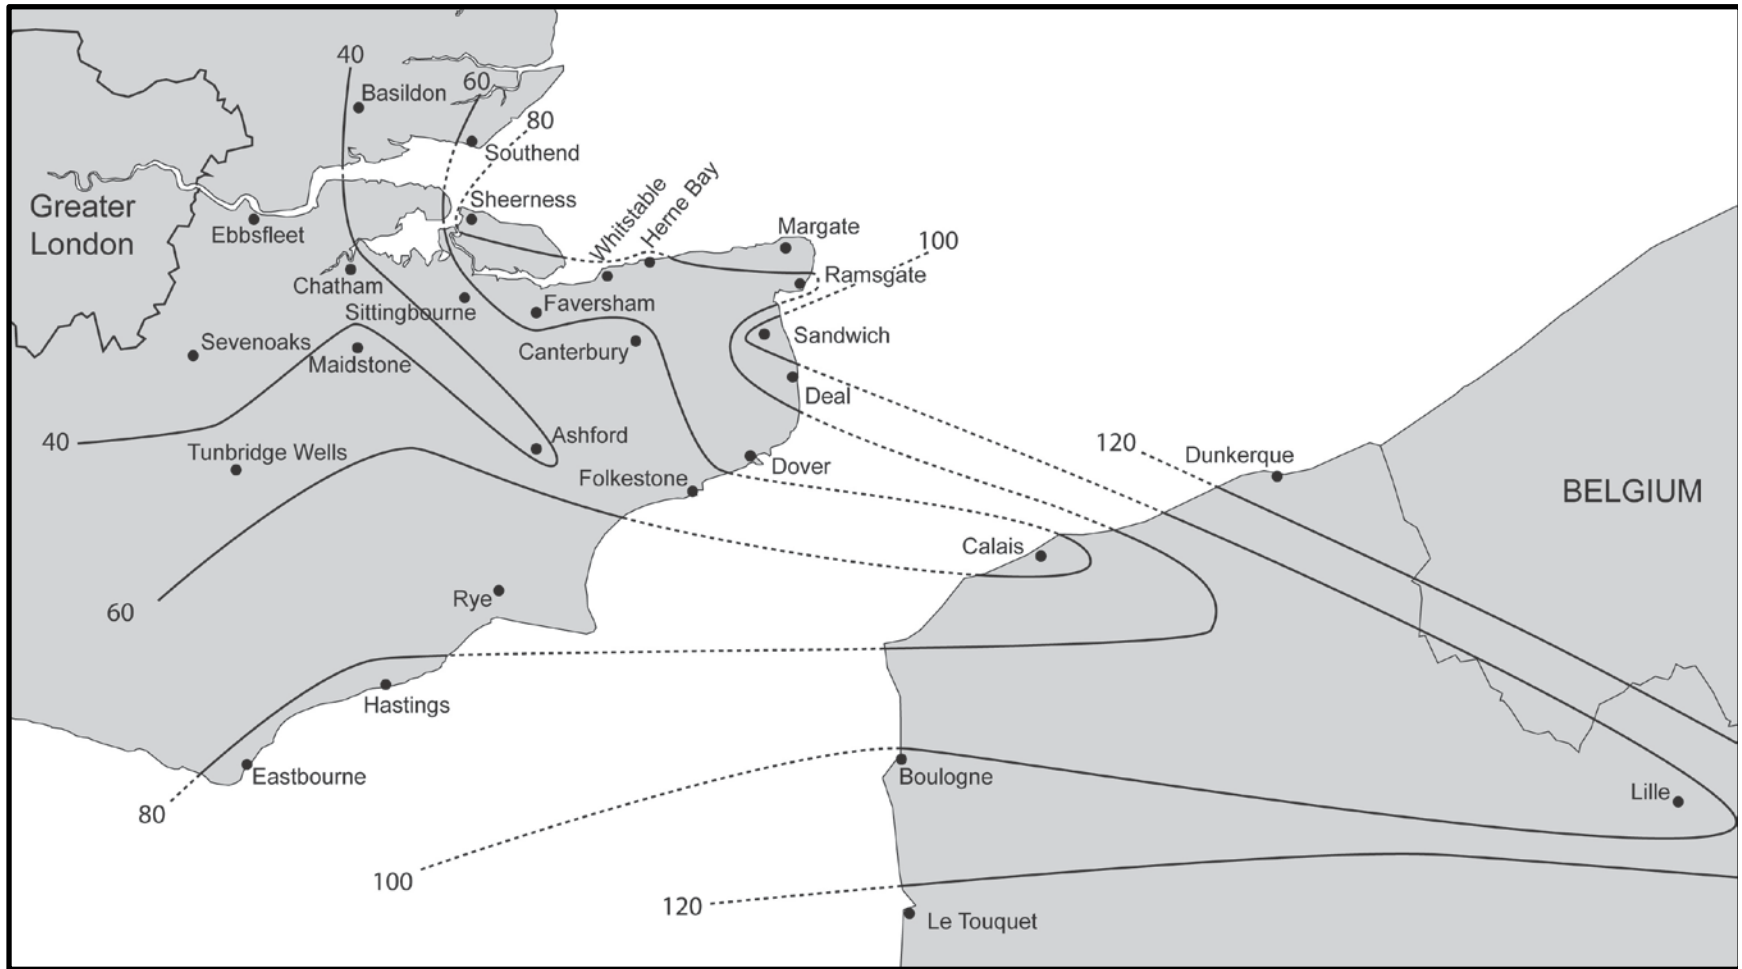 40
60
Basildon
80
Southend
Greater
London
Ebbsfleet
Sheerness
Whitstable
Herne Bay
Margate
100
Ramsgate
Chatham
Sittingbourne
Faversham
Sevenoaks
Maidstone
Canterbury
Sandwich
Deal
40
Tunbridge Wells
Ashford
Folkestone
Dover
120
Dunkerque
BELGIUM
Calais
60
Rye
Hastings
Eastbourne
80
Boulogne
Lille
100
120
Le Touquet